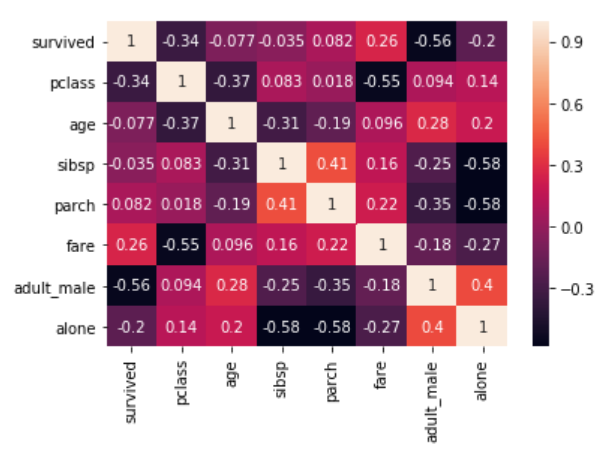 survived 1 -0.34 -0.077 -0.035 0.082 0.26 -0.56 -0.2 0.9
pclass -0.34 1 -0.37 0.083 0.018 -0.55 0.094 0.14
0.6
age -0.077 -0.37 1 -0.31 -0.19 0.096 0.28 0.2
sibsp -0.035 0.083 -0.31 1 0.41 0.16 -0.25 -0.58 0.3
parch 0.082 0.018 -0.19 0.41 1 0.22 -0.35 -0.58
0.0
fare 0.26 -0.55 0.096 0.16 0.22 1 -0.18 -0.27
adult_male -0.56 0.094 0.28 -0.25 -0.35 -0.18 1 0.4 -0.3
alone -0.2 0.14 0.2 -0.58 -0.58 -0.27 0.4 1
survived pclass age sibsp parch fare adult_male alone